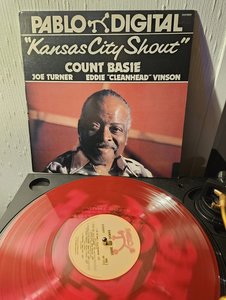 PABLO DIGITAL
"Kansas City Shout"
COUNT BASIE
JOE TURNER EDDIE "CLEANHEAD" VINSON